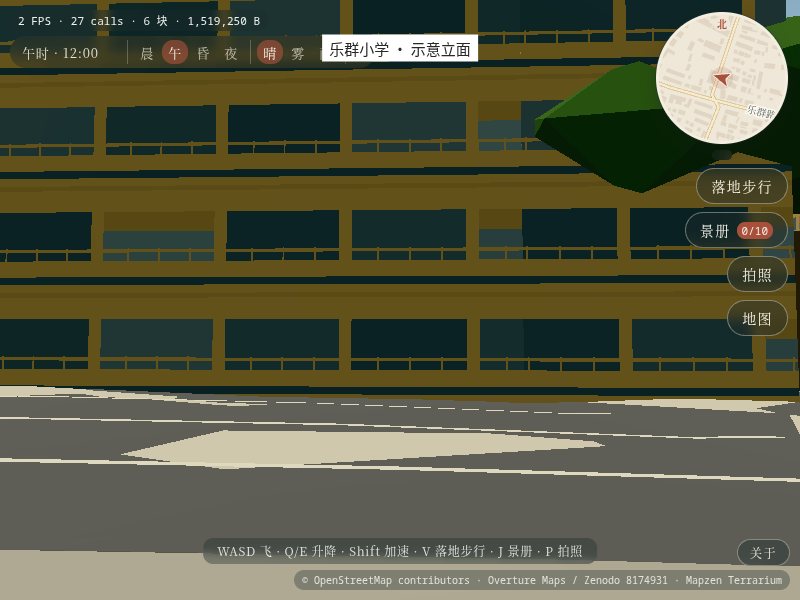 2 FPS · 27 calls · 6 块 · 1,519,250 B
午时 · 12:00 晨 午 昏 夜 晴 雾
乐群小学 · 示意立面
北
乐群路
落地步行
景册 0/10
拍照
地图
WASD 飞 · Q/E 升降 · Shift 加速 · V 落地步行 · J 景册 · P 拍照
关于
© OpenStreetMap contributors · Overture Maps / Zenodo 8174931 · Mapzen Terrarium